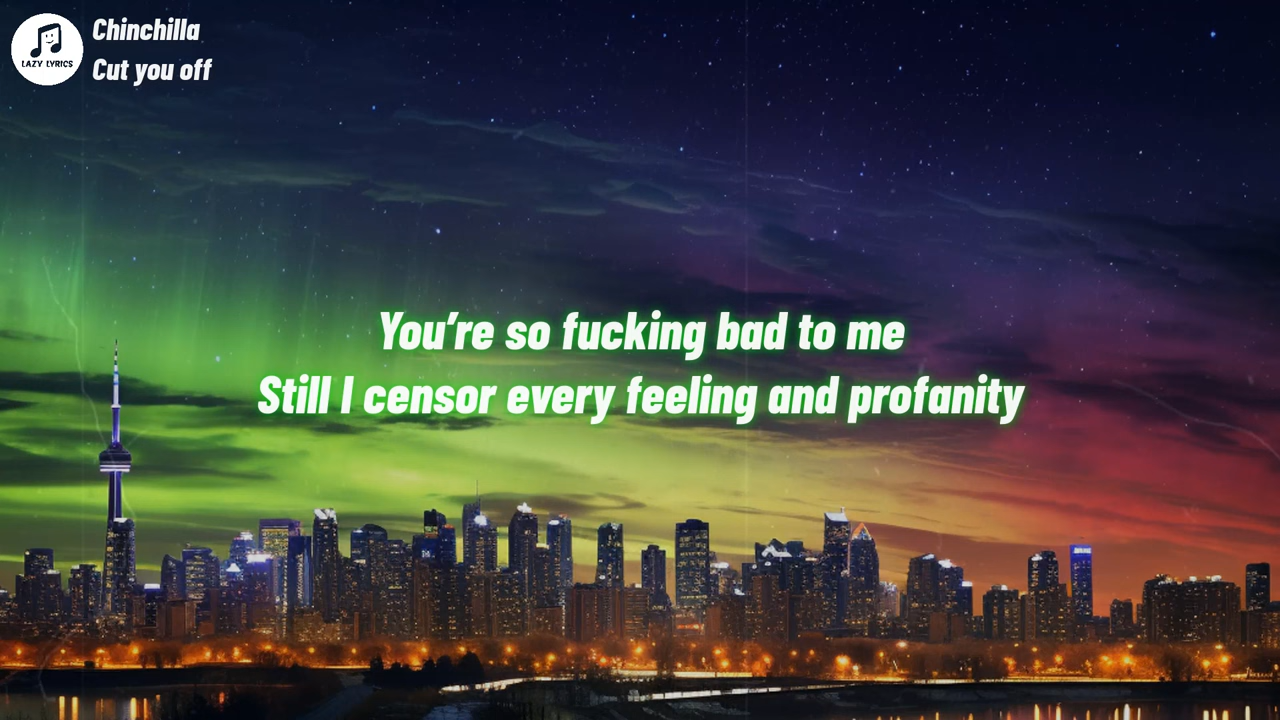 Chinchilla
Cut you off
LAZY LYRICS
You're so fucking bad to me
Still I censor every feeling and profanity